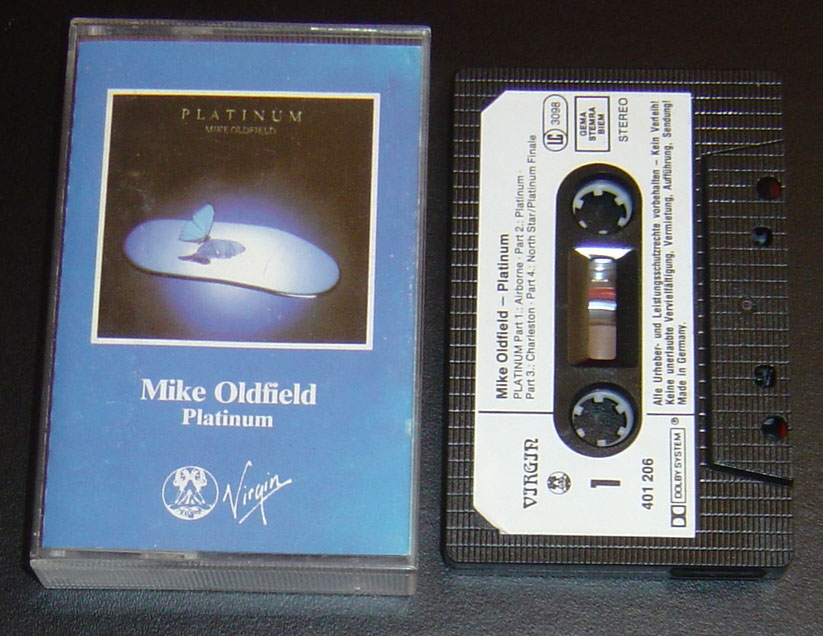 PLATINUM
MIKE OLDFIELD
Mike Oldfield
Platinum
Virgin
LC 3098
GEMA
STEMRA
BIEM
STEREO
Mike Oldfield – Platinum
PLATINUM Part 1.: Airborne · Part 2.: Platinum ·
Part 3.: Charleston · Part 4.: North Star/Platinum Finale
VIRGIN
1
401 206
DOLBY SYSTEM ®
Alle Urheber- und Leistungsschutzrechte vorbehalten – Kein Verleih!
Keine unerlaubte Vervielfältigung, Vermietung, Aufführung, Sendung!
Made in Germany.